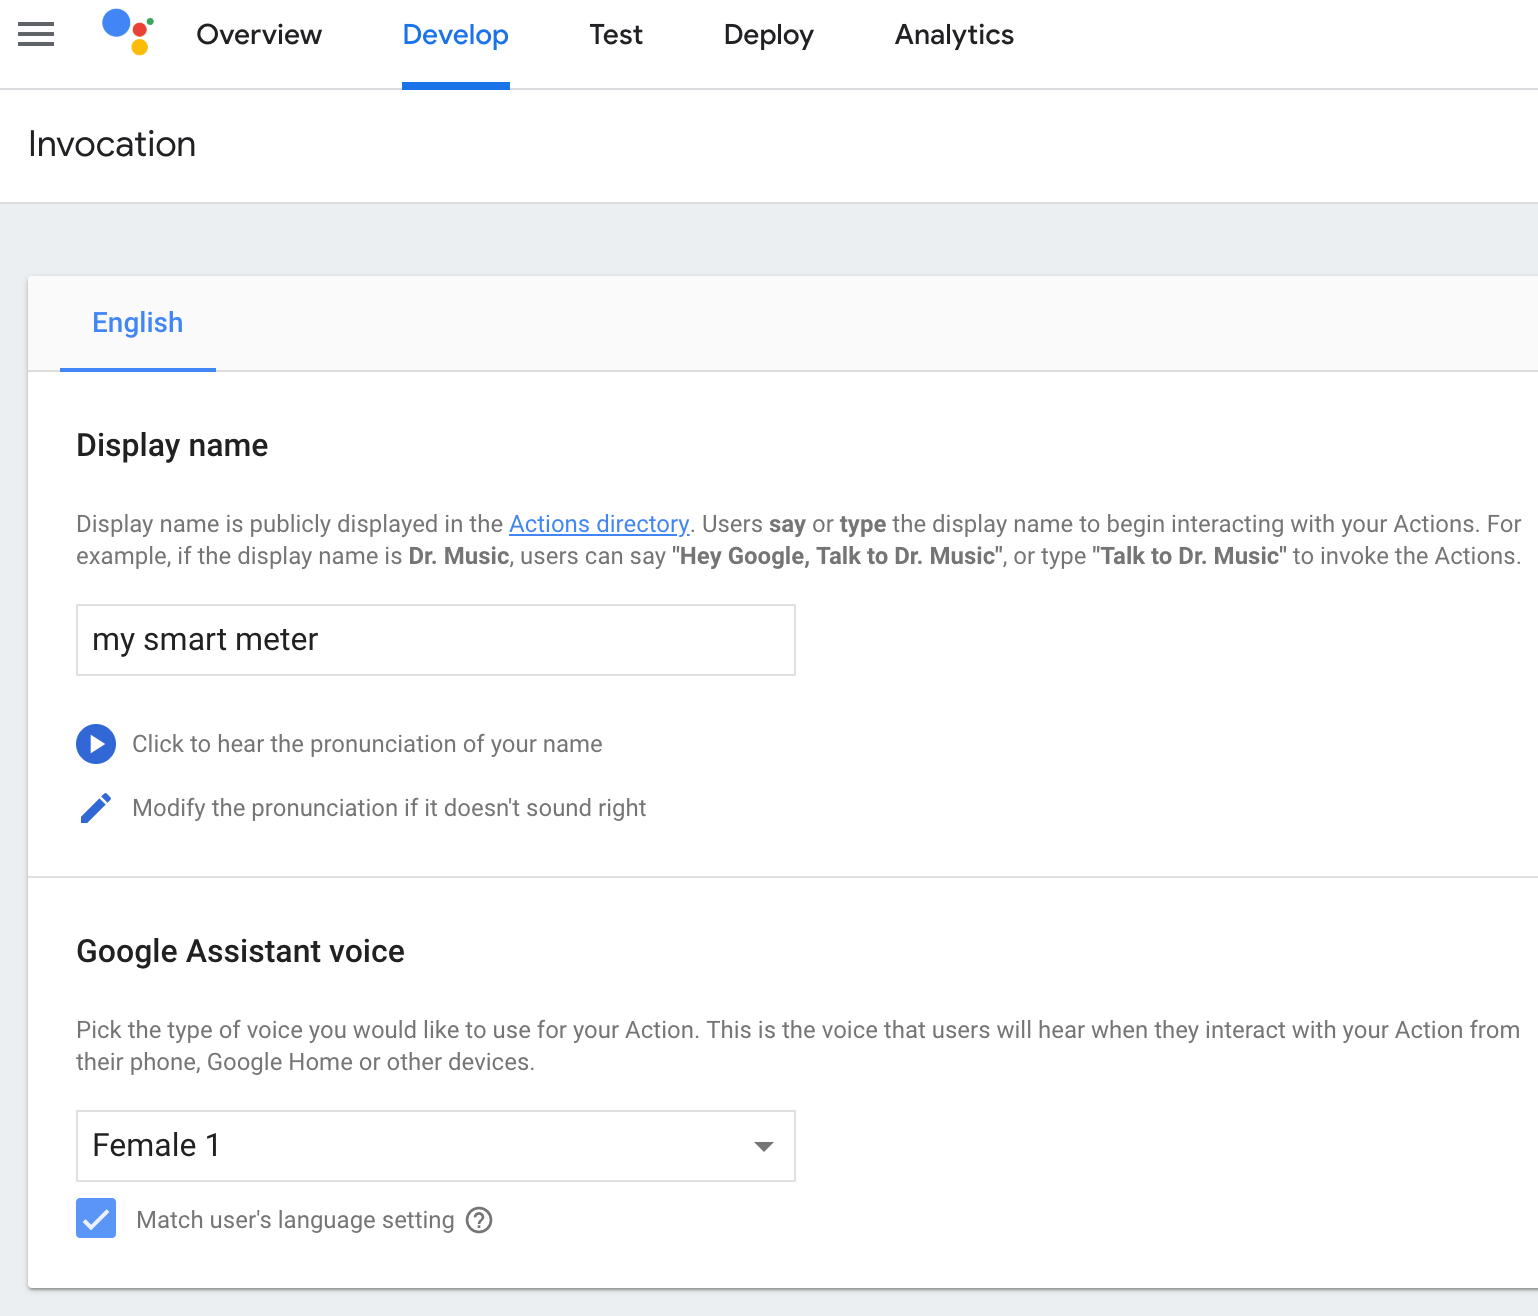 Overview Develop Test Deploy Analytics
Invocation
English
Display name
Display name is publicly displayed in the Actions directory. Users say or type the display name to begin interacting with your Actions. For
example, if the display name is Dr. Music, users can say "Hey Google, Talk to Dr. Music", or type "Talk to Dr. Music" to invoke the Actions.
my smart meter
Click to hear the pronunciation of your name
Modify the pronunciation if it doesn't sound right
Google Assistant voice
Pick the type of voice you would like to use for your Action. This is the voice that users will hear when they interact with your Action from
their phone, Google Home or other devices.
Female 1
Match user's language setting ?